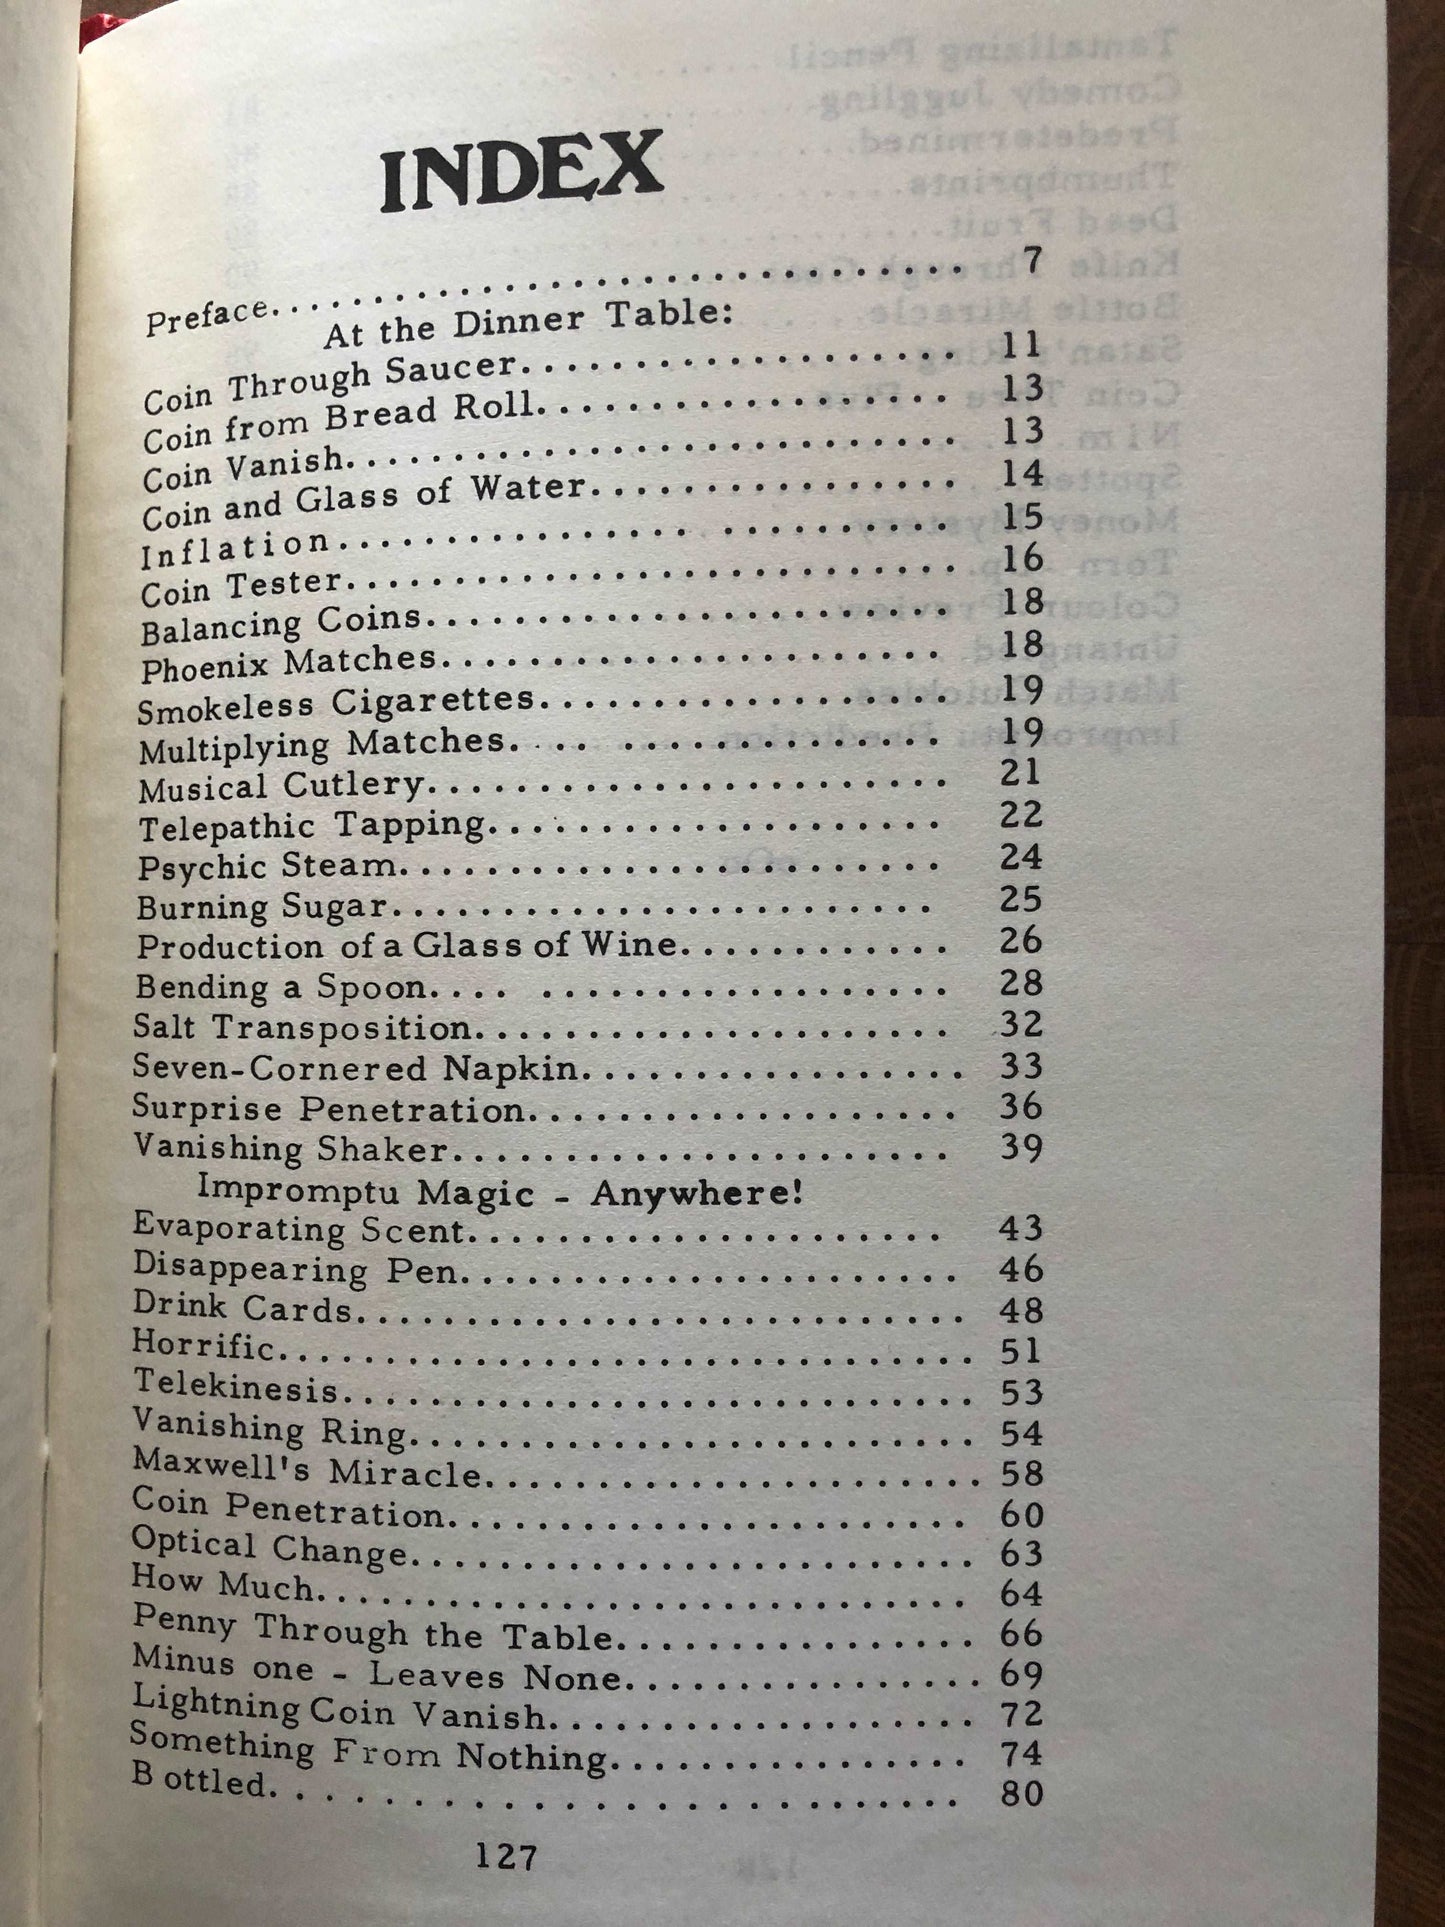 INDEX
Preface. . . . . . . . . . . . . . . . . . . . . . . . . . . . . . . 7
At the Dinner Table:
Coin Through Saucer. . . . . . . . . . . . . . . . . . . . 11
Coin from Bread Roll. . . . . . . . . . . . . . . . . . . 13
Coin Vanish. . . . . . . . . . . . . . . . . . . . . . . . . . . . 13
Coin and Glass of Water. . . . . . . . . . . . . . . . . 14
Inflation. . . . . . . . . . . . . . . . . . . . . . . . . . . 15
Coin Tester. . . . . . . . . . . . . . . . . . . . . . . . . . . . 16
Balancing Coins. . . . . . . . . . . . . . . . . . . . . . . . 18
Phoenix Matches. . . . . . . . . . . . . . . . . . . . . . . 18
Smokeless Cigarettes. . . . . . . . . . . . . . . . . . . 19
Multiplying Matches. . . . . . . . . . . . . . . . . . . 19
Musical Cutlery. . . . . . . . . . . . . . . . . . . . . . . . 21
Telepathic Tapping. . . . . . . . . . . . . . . . . . . . . 22
Psychic Steam. . . . . . . . . . . . . . . . . . . . . . . . . 24
Burning Sugar. . . . . . . . . . . . . . . . . . . . . . . . . 25
Production of a Glass of Wine. . . . . . . . . . . . . 26
Bending a Spoon. . . . . . . . . . . . . . . . . . . . . . . 28
Salt Transposition. . . . . . . . . . . . . . . . . . . . . . 32
Seven-Cornered Napkin. . . . . . . . . . . . . . . . . . 33
Surprise Penetration. . . . . . . . . . . . . . . . . . . . 36
Vanishing Shaker. . . . . . . . . . . . . . . . . . . . . . . 39
Impromptu Magic - Anywhere!
Evaporating Scent. . . . . . . . . . . . . . . . . . . . . . 43
Disappearing Pen. . . . . . . . . . . . . . . . . . . . . . . 46
Drink Cards. . . . . . . . . . . . . . . . . . . . . . . . . . . . 48
Horrific. . . . . . . . . . . . . . . . . . . . . . . . . . . . . . . . 51
Telekinesis. . . . . . . . . . . . . . . . . . . . . . . . . . . . . 53
Vanishing Ring. . . . . . . . . . . . . . . . . . . . . . . . . . 54
Maxwell's Miracle. . . . . . . . . . . . . . . . . . . . . . . 58
Coin Penetration. . . . . . . . . . . . . . . . . . . . . . . . 60
Optical Change. . . . . . . . . . . . . . . . . . . . . . . . . . 63
How Much. . . . . . . . . . . . . . . . . . . . . . . . . . . . . . 64
Penny Through the Table. . . . . . . . . . . . . . . . . 66
Minus one - Leaves None. . . . . . . . . . . . . . . . . 69
Lightning Coin Vanish. . . . . . . . . . . . . . . . . . . 72
Something From Nothing. . . . . . . . . . . . . . . . . 74
Bottled. . . . . . . . . . . . . . . . . . . . . . . . . 80
127